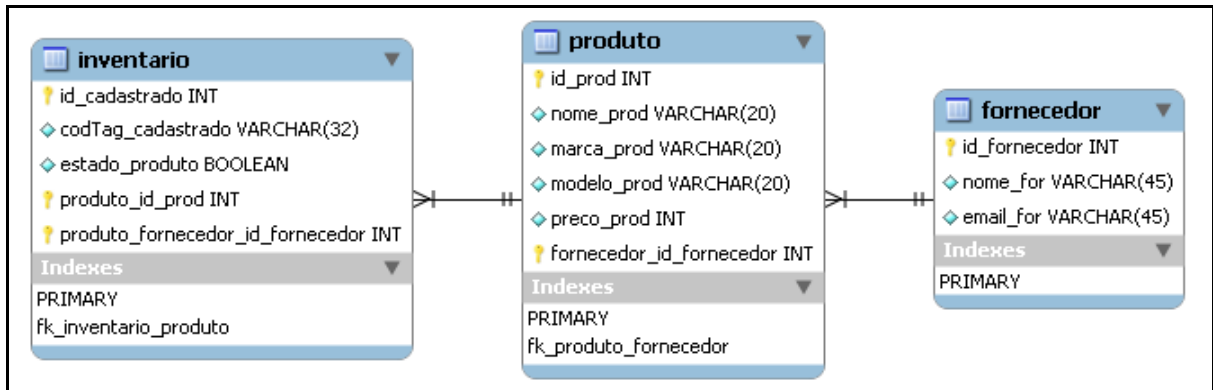 inventario
id_cadastrado INT
codTag_cadastrado VARCHAR(32)
estado_produto BOOLEAN
produto_id_prod INT
produto_fornecedor_id_fornecedor INT
Indexes
PRIMARY
fk_inventario_produto
produto
id_prod INT
nome_prod VARCHAR(20)
marca_prod VARCHAR(20)
modelo_prod VARCHAR(20)
preco_prod INT
fornecedor_id_fornecedor INT
Indexes
PRIMARY
fk_produto_fornecedor
fornecedor
id_fornecedor INT
nome_for VARCHAR(45)
email_for VARCHAR(45)
Indexes
PRIMARY